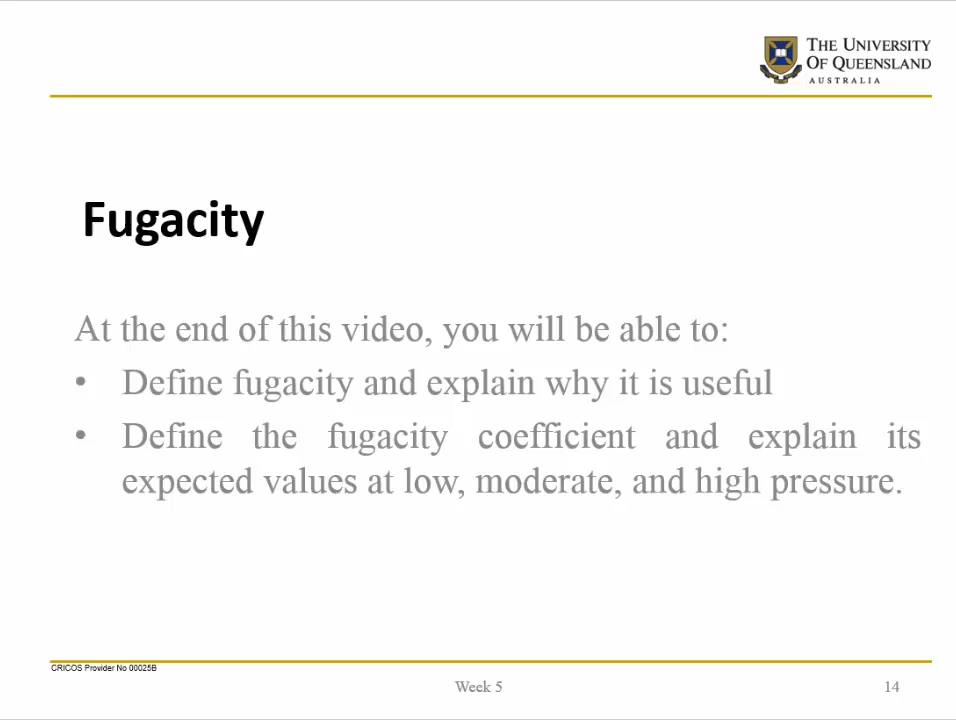 THE UNIVERSITY
OF QUEENSLAND
AUSTRALIA
Fugacity
At the end of this video, you will be able to:
• Define fugacity and explain why it is useful
• Define the fugacity coefficient and explain its
expected values at low, moderate, and high pressure.
CRICOS Provider No 00025B
Week 5
14